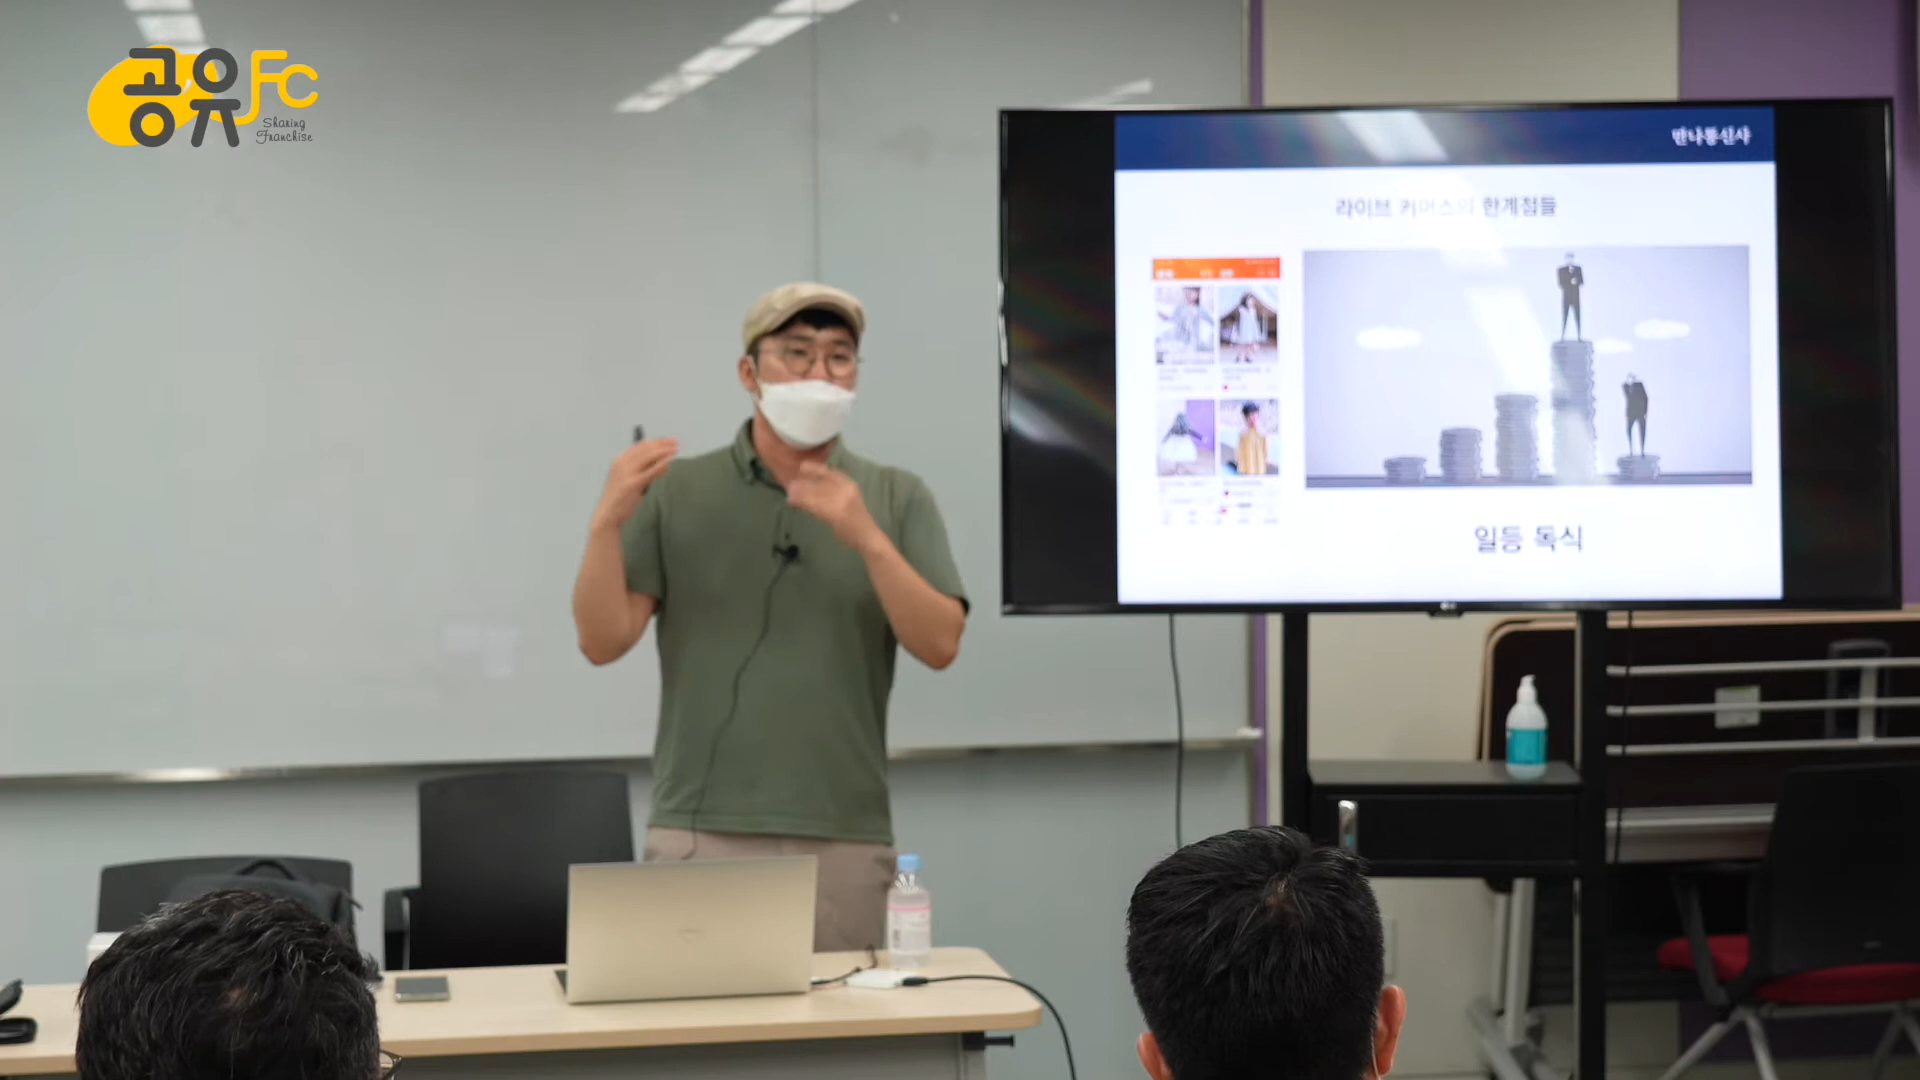 공유FC
Sharing
Franchise
만나통신사
라이브 커머스의 한계점들
일등 독식